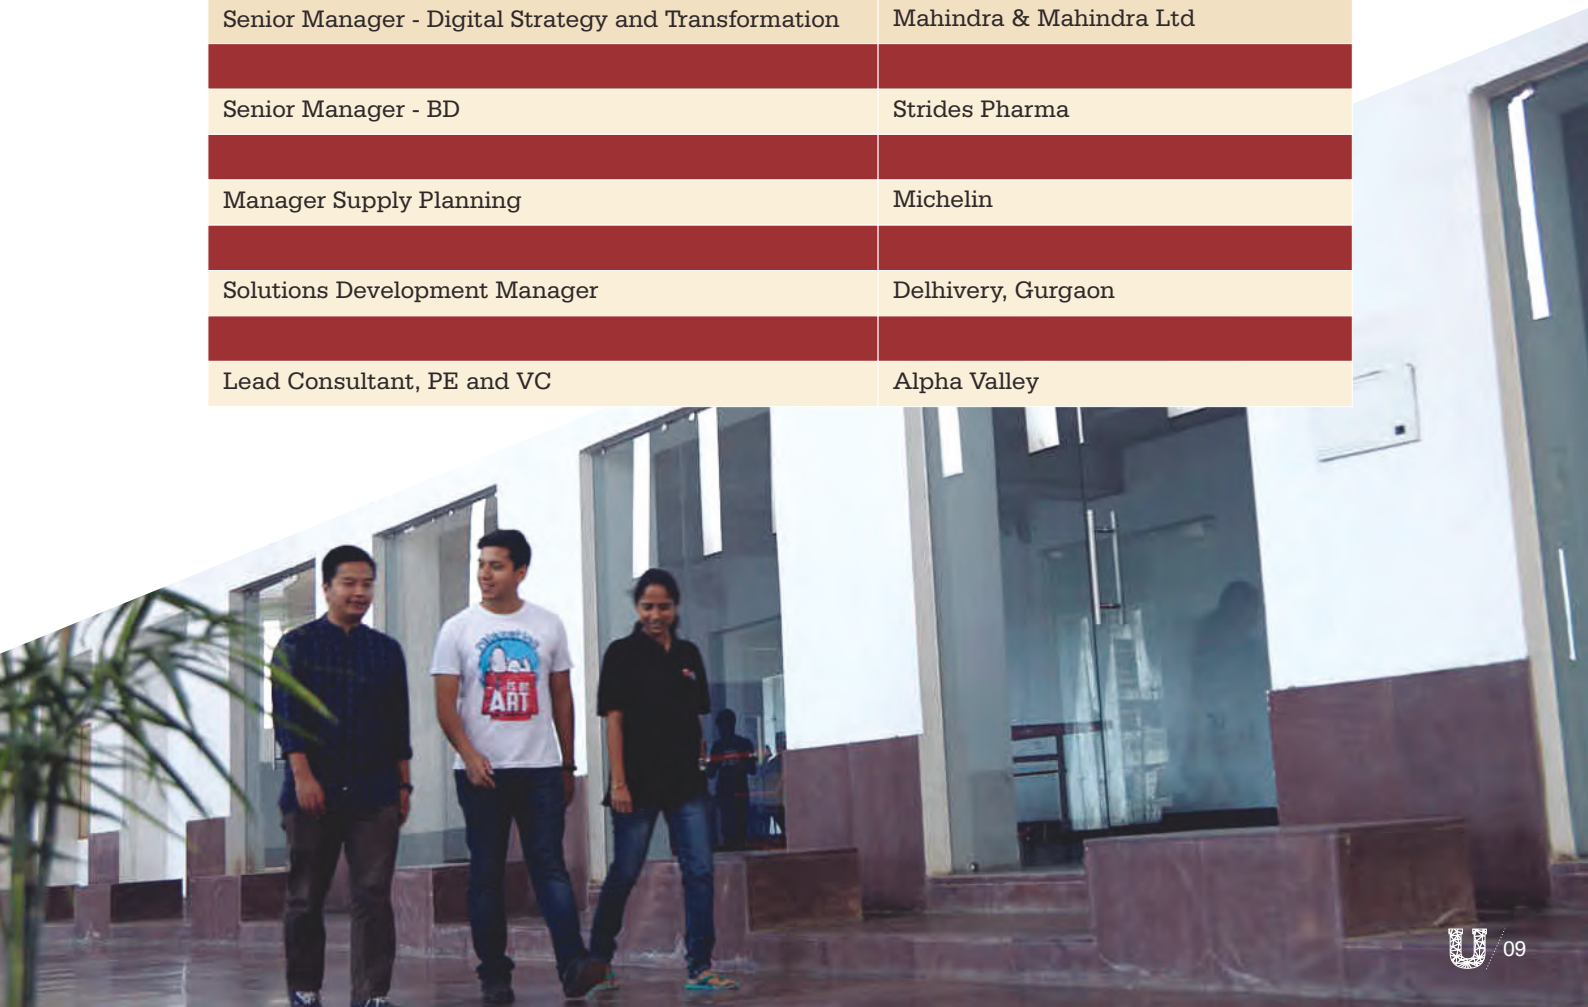 Senior Manager - Digital Strategy and Transformation Mahindra & Mahindra Ltd
Senior Manager - BD Strides Pharma
Manager Supply Planning Michelin
Solutions Development Manager Delhivery, Gurgaon
Lead Consultant, PE and VC Alpha Valley
ART
U 09